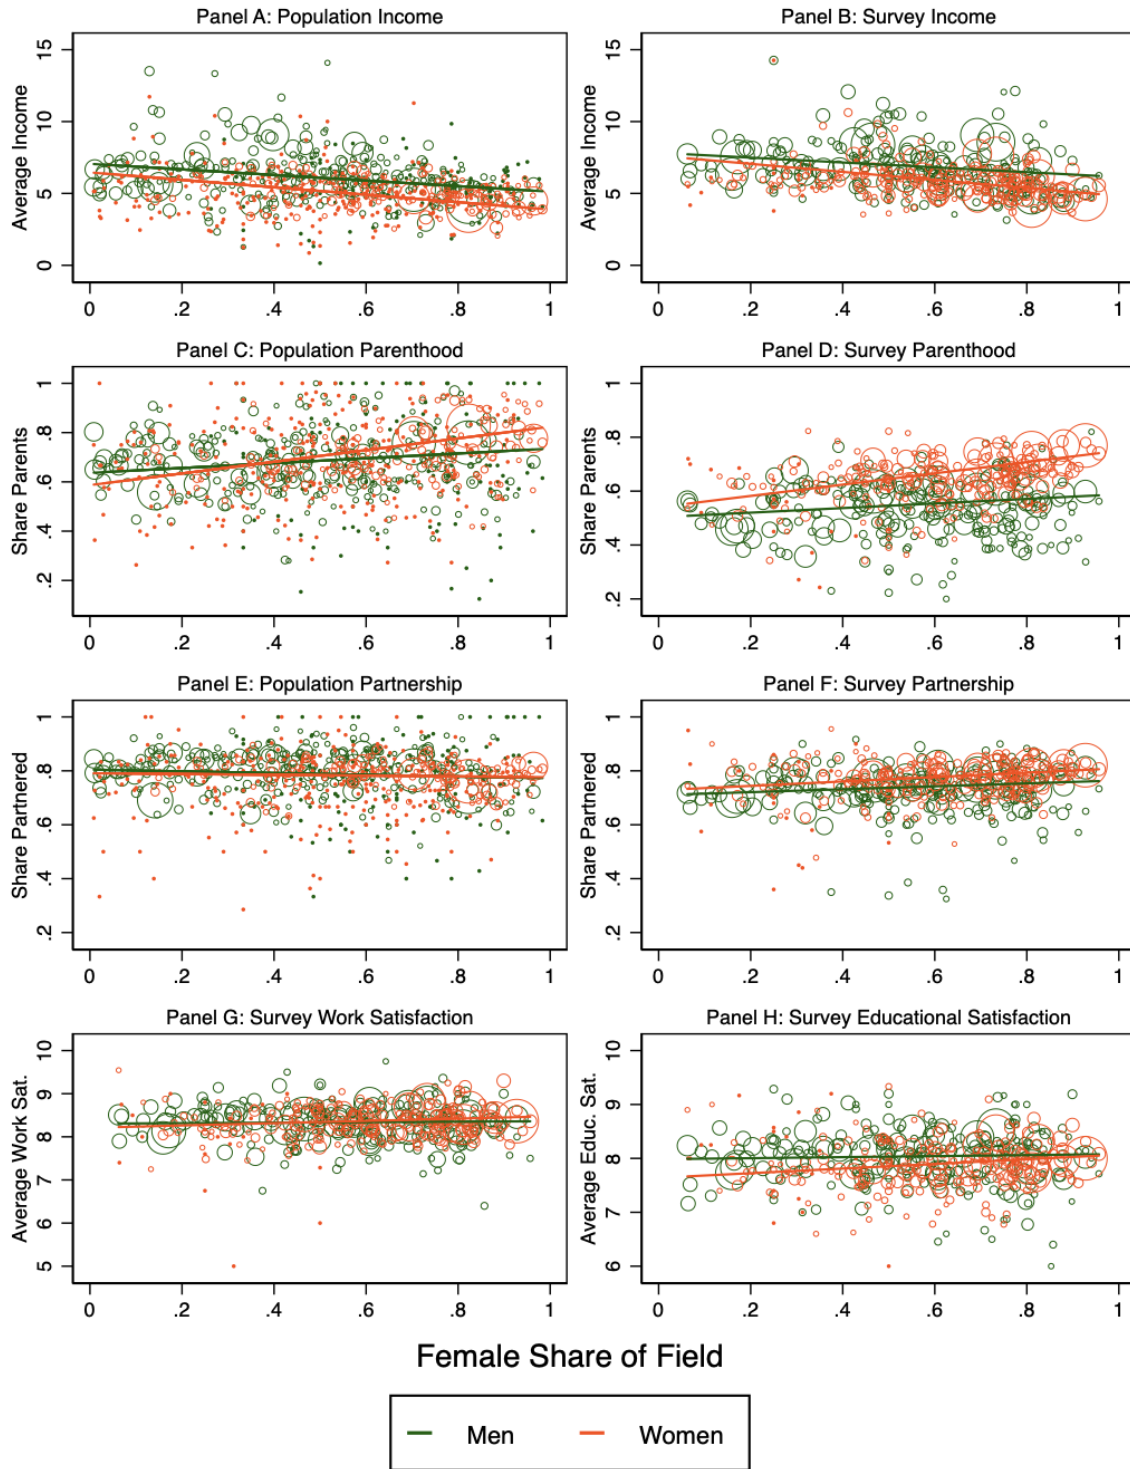 Panel A: Population Income
Average Income
15
10
5
0
0 .2 .4 .6 .8 1
Panel B: Survey Income
Average Income
15
10
5
0
0 .2 .4 .6 .8 1
Panel C: Population Parenthood
Share Parents
1
.8
.6
.4
.2
0 .2 .4 .6 .8 1
Panel D: Survey Parenthood
Share Parents
1
.8
.6
.4
.2
0 .2 .4 .6 .8 1
Panel E: Population Partnership
Share Partnered
1
.8
.6
.4
.2
0 .2 .4 .6 .8 1
Panel F: Survey Partnership
Share Partnered
1
.8
.6
.4
.2
0 .2 .4 .6 .8 1
Panel G: Survey Work Satisfaction
Average Work Sat.
10
9
8
7
6
5
0 .2 .4 .6 .8 1
Panel H: Survey Educational Satisfaction
Average Educ. Sat.
10
9
8
7
6
0 .2 .4 .6 .8 1
Female Share of Field
Men Women